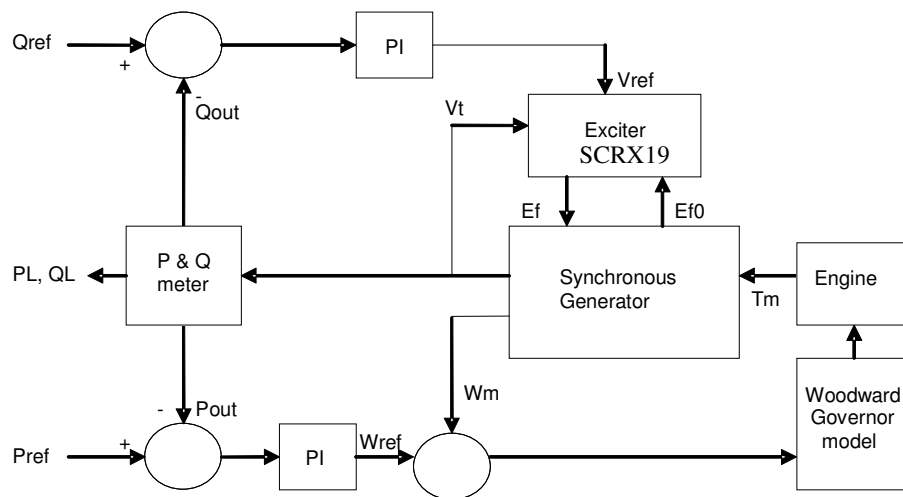 Qref
+
-
Qout
PI
Vref
Vt
Exciter
SCRX19
Ef
Ef0
PL, QL
P & Q
meter
Synchronous
Generator
Tm
Engine
Wm
Woodward
Governor
model
-
Pout
Pref
+
PI
Wref